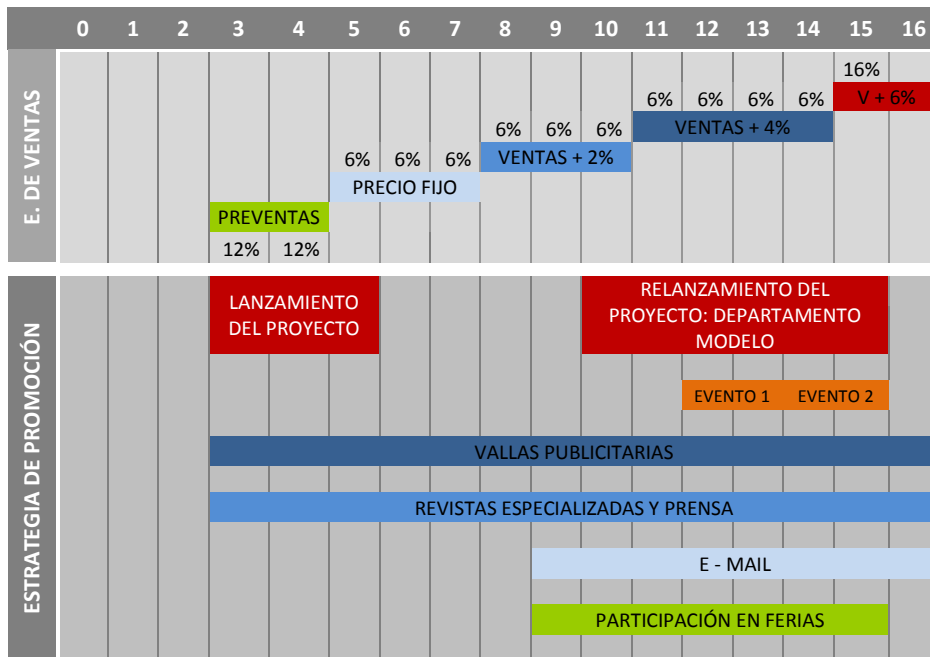 0 1 2 3 4 5 6 7 8 9 10 11 12 13 14 15 16
E. DE VENTAS
16%
6% 6% 6% 6% V + 6%
6% 6% 6% VENTAS + 4%
6% 6% 6% VENTAS + 2%
PRECIO FIJO
PREVENTAS
12% 12%
ESTRATEGIA DE PROMOCIÓN
LANZAMIENTO
DEL PROYECTO
RELANZAMIENTO DEL
PROYECTO: DEPARTAMENTO
MODELO
EVENTO 1 EVENTO 2
VALLAS PUBLICITARIAS
REVISTAS ESPECIALIZADAS Y PRENSA
E - MAIL
PARTICIPACIÓN EN FERIAS